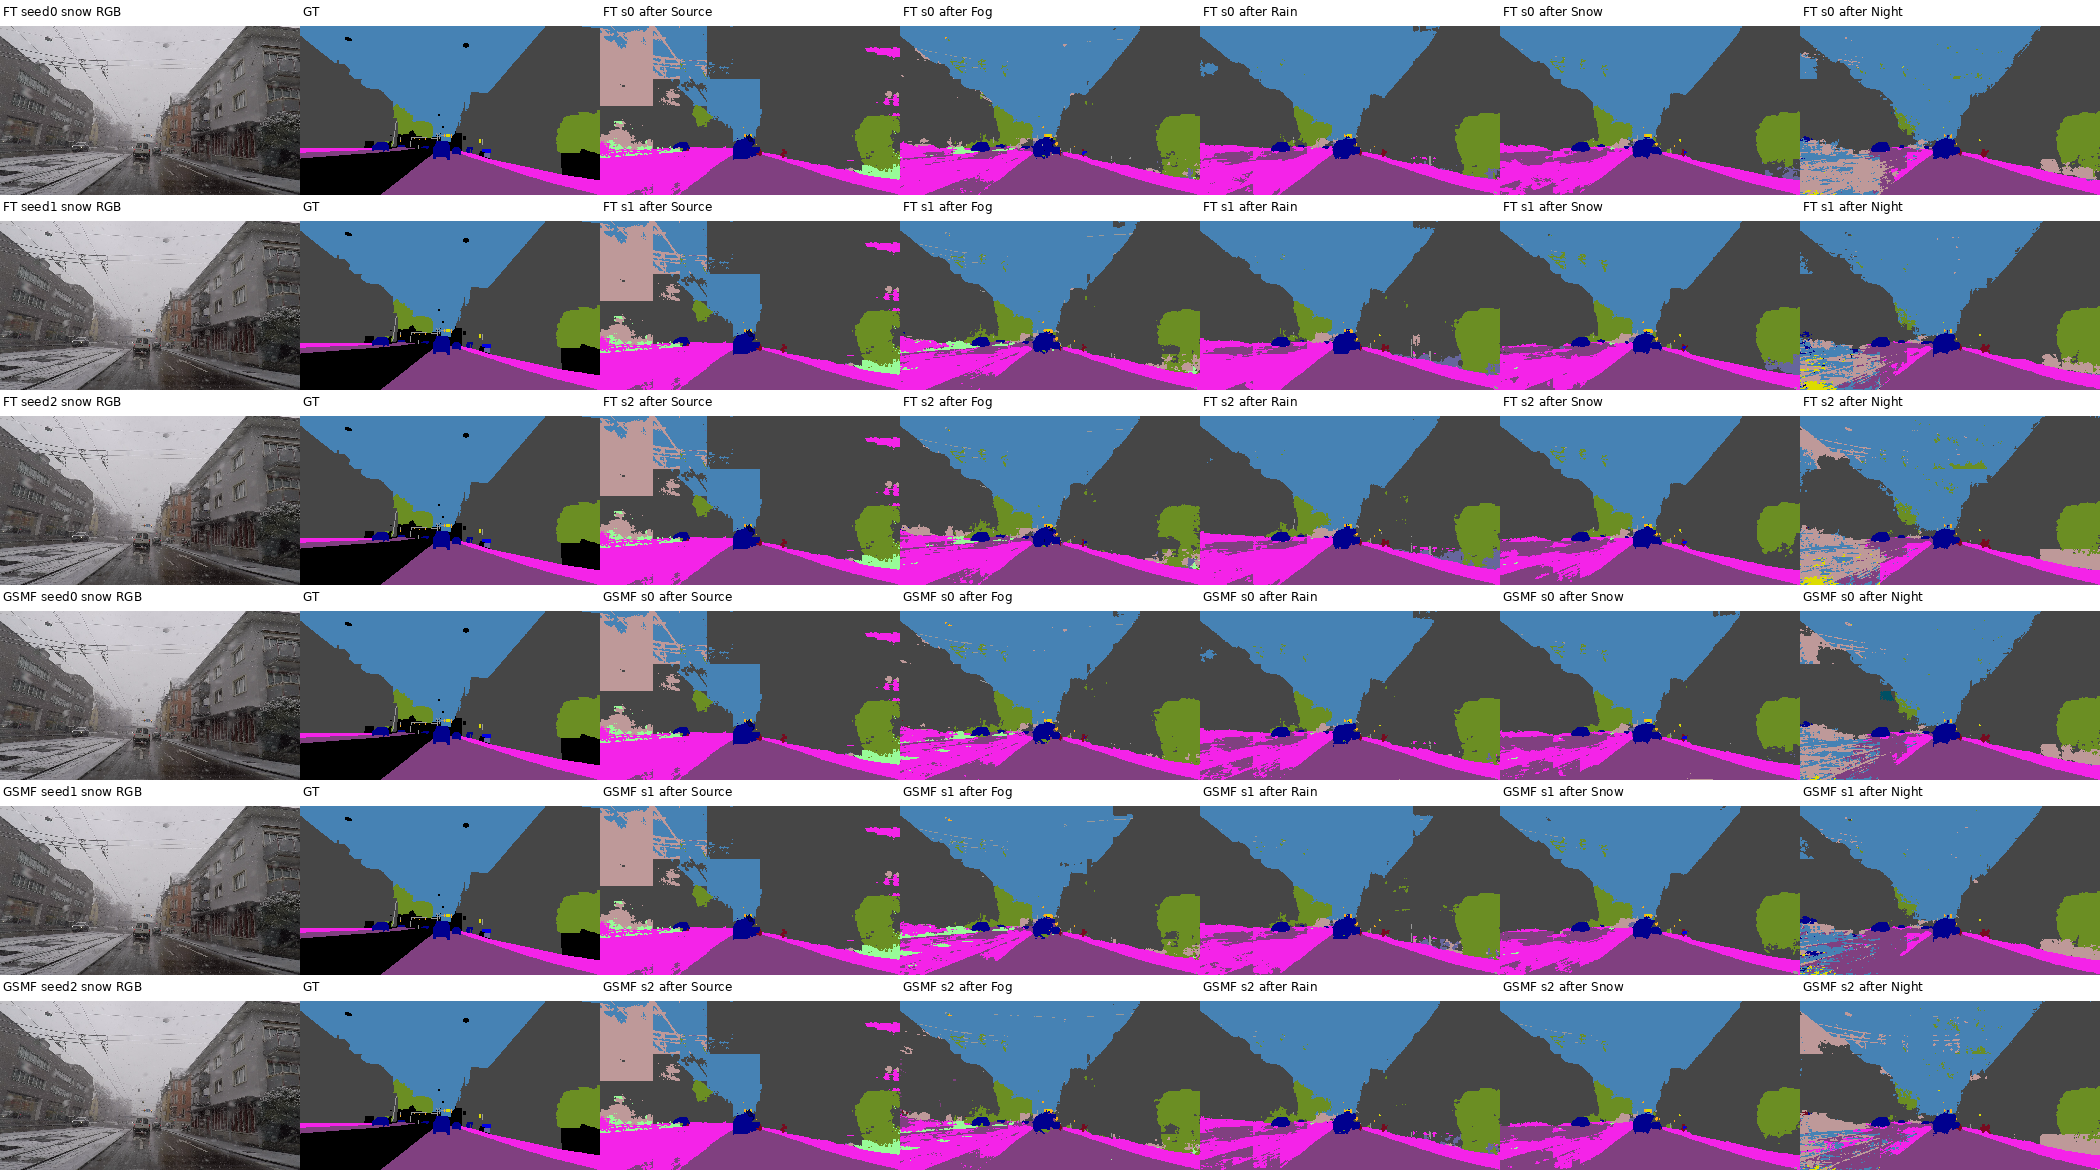 FT seed0 snow RGB GT FT s0 after Source FT s0 after Fog FT s0 after Rain FT s0 after Snow FT s0 after Night
FT seed1 snow RGB GT FT s1 after Source FT s1 after Fog FT s1 after Rain FT s1 after Snow FT s1 after Night
FT seed2 snow RGB GT FT s2 after Source FT s2 after Fog FT s2 after Rain FT s2 after Snow FT s2 after Night
GSMF seed0 snow RGB GT GSMF s0 after Source GSMF s0 after Fog GSMF s0 after Rain GSMF s0 after Snow GSMF s0 after Night
GSMF seed1 snow RGB GT GSMF s1 after Source GSMF s1 after Fog GSMF s1 after Rain GSMF s1 after Snow GSMF s1 after Night
GSMF seed2 snow RGB GT GSMF s2 after Source GSMF s2 after Fog GSMF s2 after Rain GSMF s2 after Snow GSMF s2 after Night